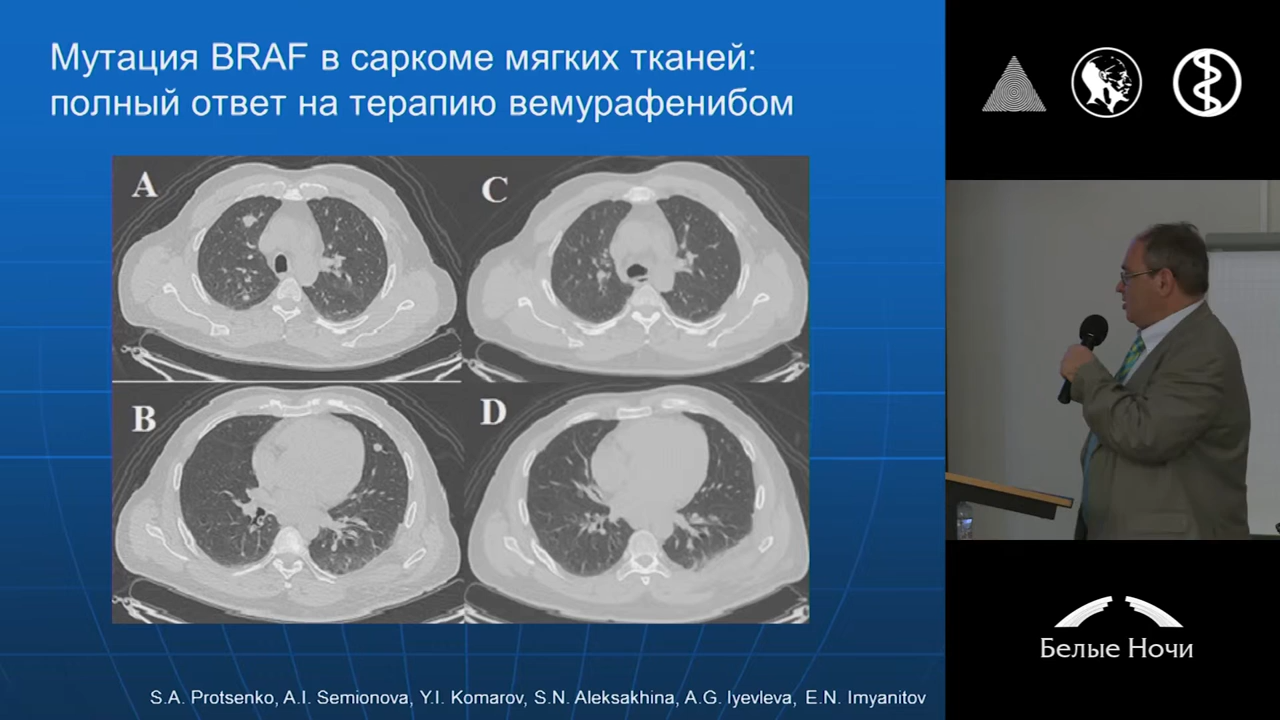 Мутация BRAF в саркоме мягких тканей:
полный ответ на терапию вемурафенибом
A
C
B
D
S.A. Protsenko, A.I. Semionova, Y.I. Komarov, S.N. Aleksakhina, A.G. Iyevleva, E.N. Imyanitov
Белые Ночи